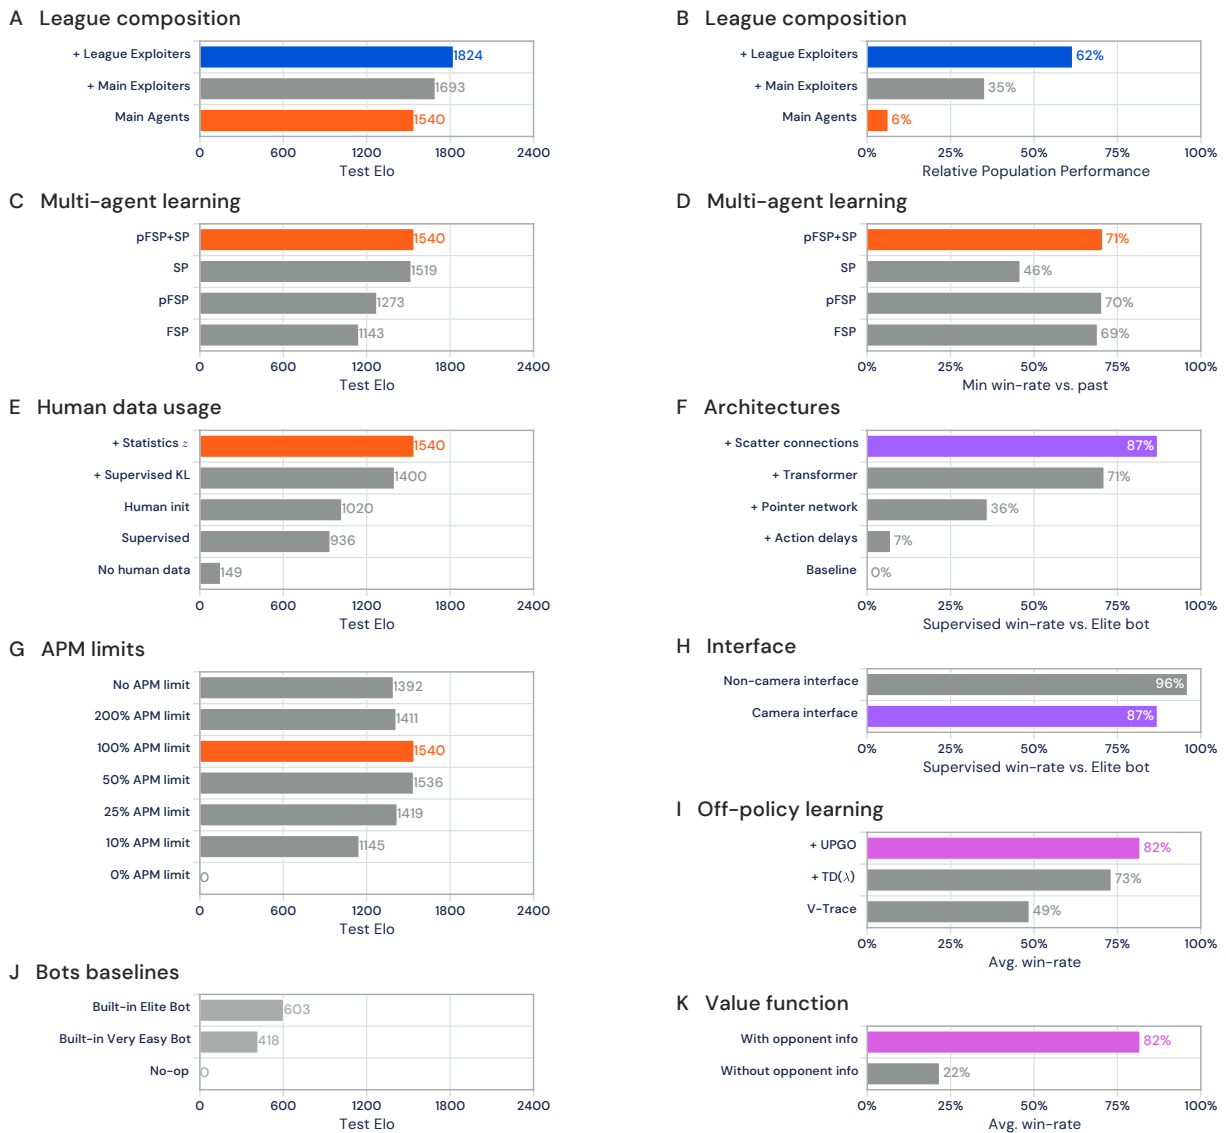 A League composition
+ League Exploiters 1824
+ Main Exploiters 1693
Main Agents 1540
0 600 1200 1800 2400
Test Elo
B League composition
+ League Exploiters 62%
+ Main Exploiters 35%
Main Agents 6%
0% 25% 50% 75% 100%
Relative Population Performance
C Multi-agent learning
pFSP+SP 1540
SP 1519
pFSP 1273
FSP 1143
0 600 1200 1800 2400
Test Elo
D Multi-agent learning
pFSP+SP 71%
SP 46%
pFSP 70%
FSP 69%
0% 25% 50% 75% 100%
Min win-rate vs. past
E Human data usage
+ Statistics z 1540
+ Supervised KL 1400
Human init 1020
Supervised 936
No human data 149
0 600 1200 1800 2400
Test Elo
F Architectures
+ Scatter connections 87%
+ Transformer 71%
+ Pointer network 36%
+ Action delays 7%
Baseline 0%
0% 25% 50% 75% 100%
Supervised win-rate vs. Elite bot
G APM limits
No APM limit 1392
200% APM limit 1411
100% APM limit 1540
50% APM limit 1536
25% APM limit 1419
10% APM limit 1145
0% APM limit 0
0 600 1200 1800 2400
Test Elo
H Interface
Non-camera interface 96%
Camera interface 87%
0% 25% 50% 75% 100%
Supervised win-rate vs. Elite bot
I Off-policy learning
+ UPGO 82%
+ TD(λ) 73%
V-Trace 49%
0% 25% 50% 75% 100%
Avg. win-rate
J Bots baselines
Built-in Elite Bot 603
Built-in Very Easy Bot 418
No-op 0
0 600 1200 1800 2400
Test Elo
K Value function
With opponent info 82%
Without opponent info 22%
0% 25% 50% 75% 100%
Avg. win-rate